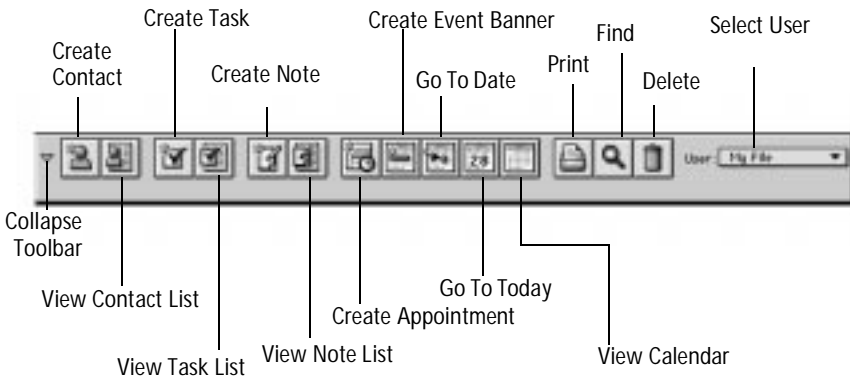 Create Task
Create Event Banner
Find
Select User
Create
Contact
Create Note
Go To Date
Print
Delete
28
User: My File
Collapse
Toolbar
View Contact List
Go To Today
Create Appointment
View Task List
View Note List
View Calendar